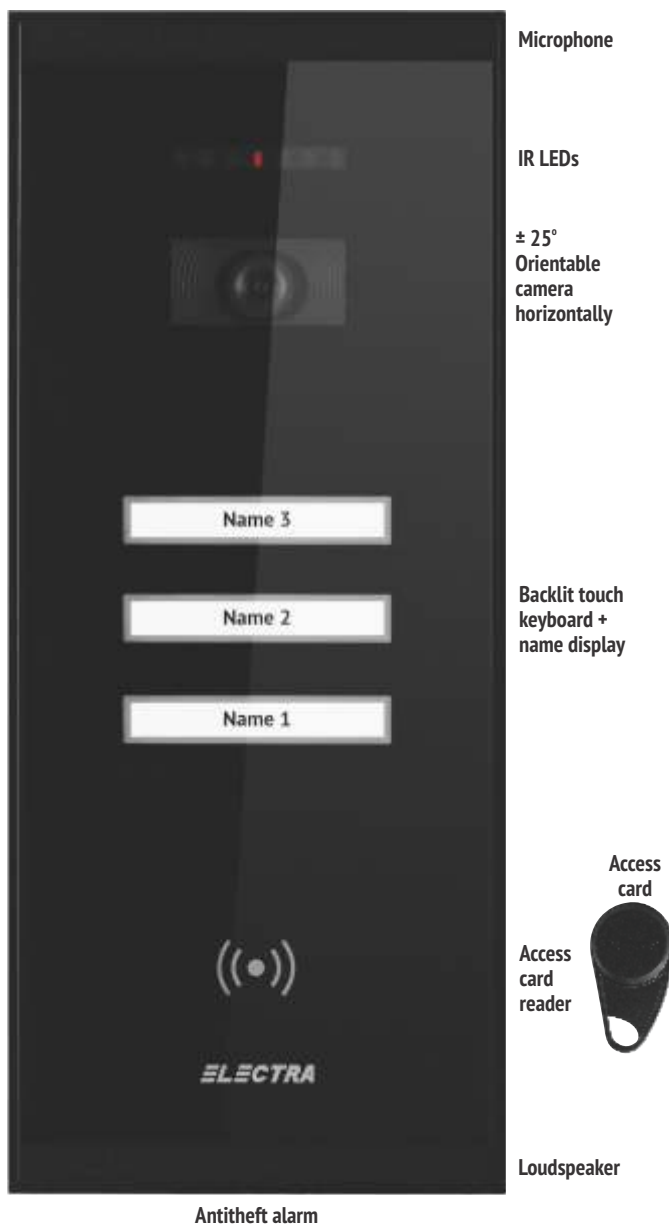 Microphone
IR LEDs
± 25°
Orientable
camera
horizontally
Name 3
Name 2
Backlit touch
keyboard +
name display
Name 1
Access
card
Access
card
reader
ELECTRA
Loudspeaker
Antitheft alarm